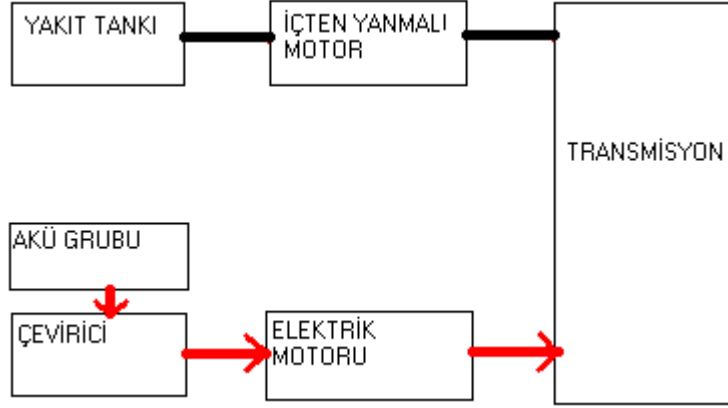 YAKIT TANKI
İÇTEN YANMALI
MOTOR
TRANSMİSYON
AKÜ GRUBU
ÇEVİRİCİ
ELEKTRİK
MOTORU